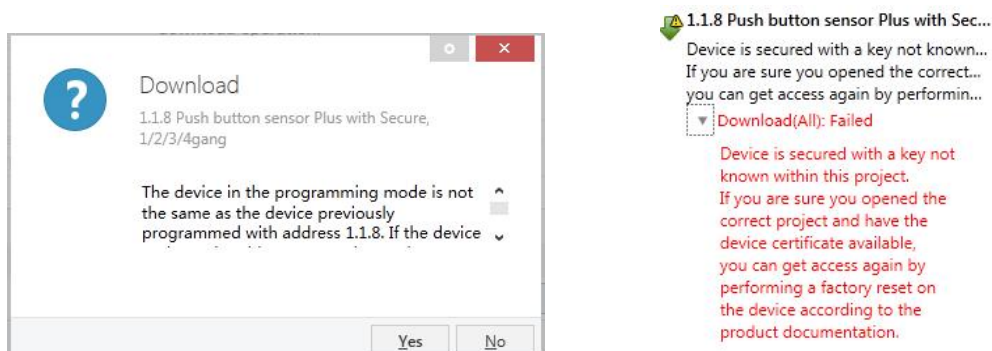 Download
1.1.8 Push button sensor Plus with Secure,
1/2/3/4gang
The device in the programming mode is not
the same as the device previously
programmed with address 1.1.8. If the device
Yes
No
1.1.8 Push button sensor Plus with Sec...
Device is secured with a key not known...
If you are sure you opened the correct...
you can get access again by performin...
Download(All): Failed
Device is secured with a key not
known within this project.
If you are sure you opened the
correct project and have the
device certificate available,
you can get access again by
performing a factory reset on
the device according to the
product documentation.